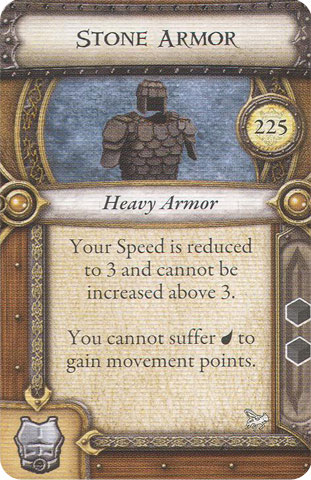 STONE ARMOR
225
Heavy Armor
Your Speed is reduced
to 3 and cannot be
increased above 3.
You cannot suffer to
gain movement points.